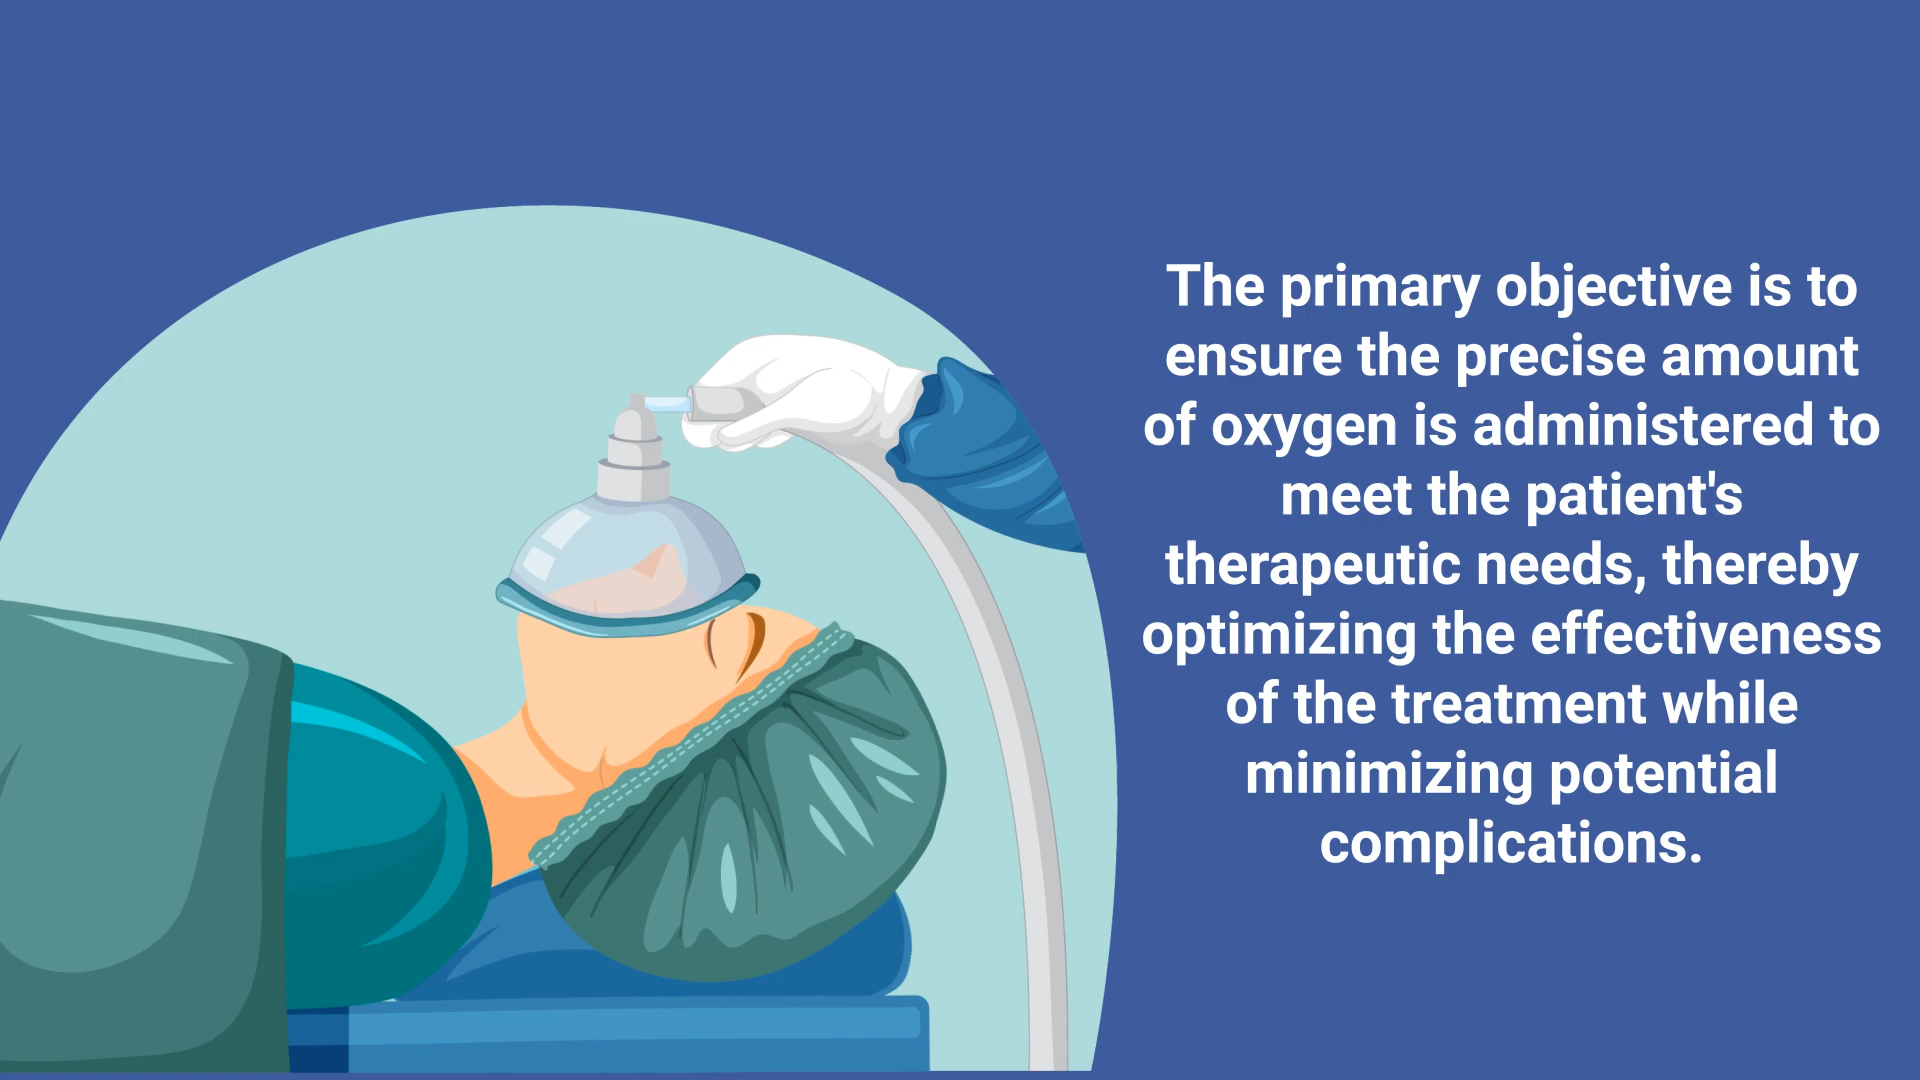 The primary objective is to
ensure the precise amount
of oxygen is administered to
meet the patient's
therapeutic needs, thereby
optimizing the effectiveness
of the treatment while
minimizing potential
complications.